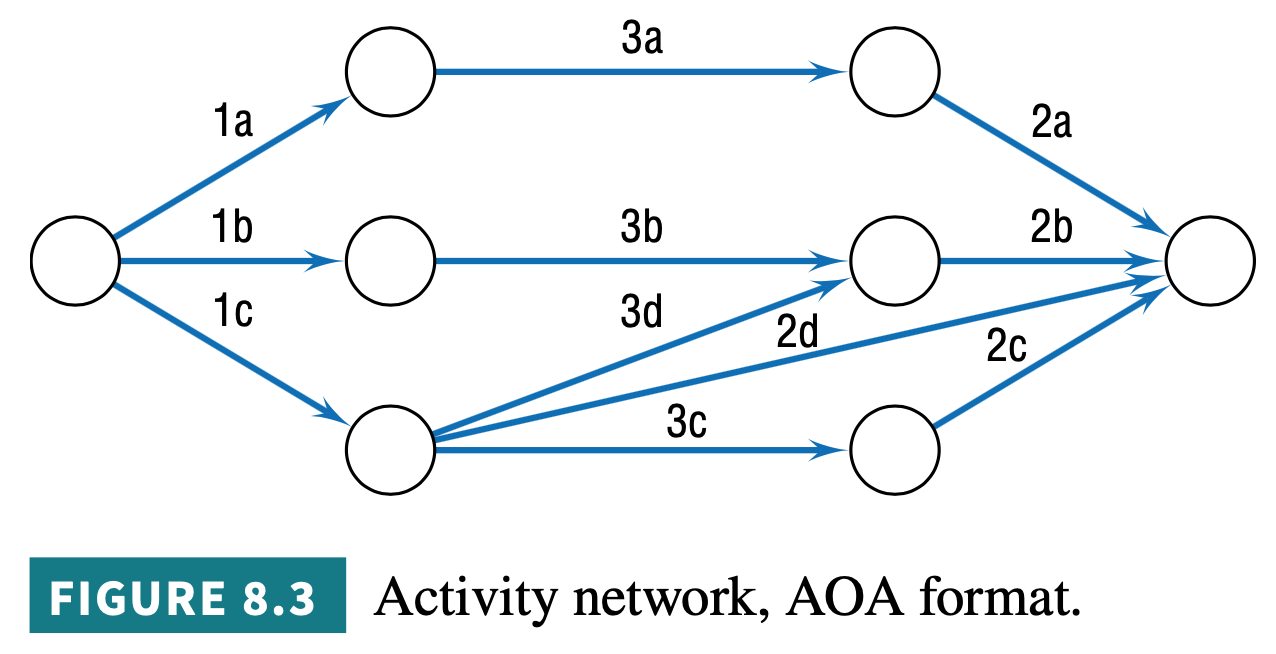 3a
1a
2a
1b
3b
2b
1c
3d
2d
2c
3c
FIGURE 8.3 Activity network, AOA format.